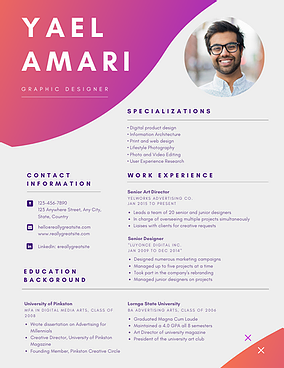 YAEL
AMARI
GRAPHIC DESIGNER
SPECIALIZATIONS
• Digital product design
• Information Architecture
• Print and web design
• Lifestyle Photography
• Photo and Video Editing
• User Experience Research
CONTACT
INFORMATION
123-456-7890
123 Anywhere Street, Any City,
State, Country
hello@reallygreatsite
www.reallygreatsite
LinkedIn: @reallygreatsite
WORK EXPERIENCE
Senior Art Director
YELWORKS ADVERTISING CO.
JAN 2015 TO PRESENT
• Leads a team of 20 senior and junior designers
• In charge of overseeing multiple projects simultaneously
• Liaises with clients for creative requests
Senior Designer
"LUYONCE DIGITAL INC.
JAN 2009 TO DEC 2014"
• Designed numerous marketing campaigns
• Managed up to five projects at a time
• Took part in the company's rebranding
• Managed junior designers on projects
EDUCATION
BACKGROUND
University of Pinkston
MFA IN DIGITAL MEDIA ARTS, CLASS OF
2008
• Wrote dissertation on Advertising for
Millennials
• Creative Director, University of Pinkston
Magazine
• Founding Member, Pinkston Creative Circle
Larnga State University
BA ADVERTISING ARTS, CLASS OF 2006
• Graduated Magna Cum Laude
• Maintained a 4.0 GPA all 8 semesters
• Art Director of university magazine
• President of the university art club